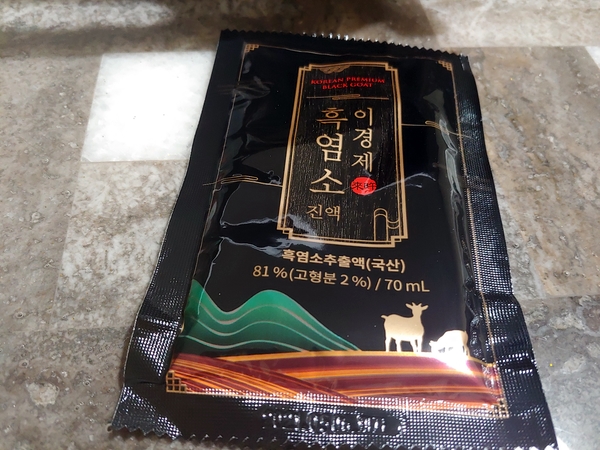 KOREAN PREMIUM
BLACK GOAT
이경제
흑염소
진액
흑염소추출액(국산)
81 % (고형분 2 %) / 70 mL